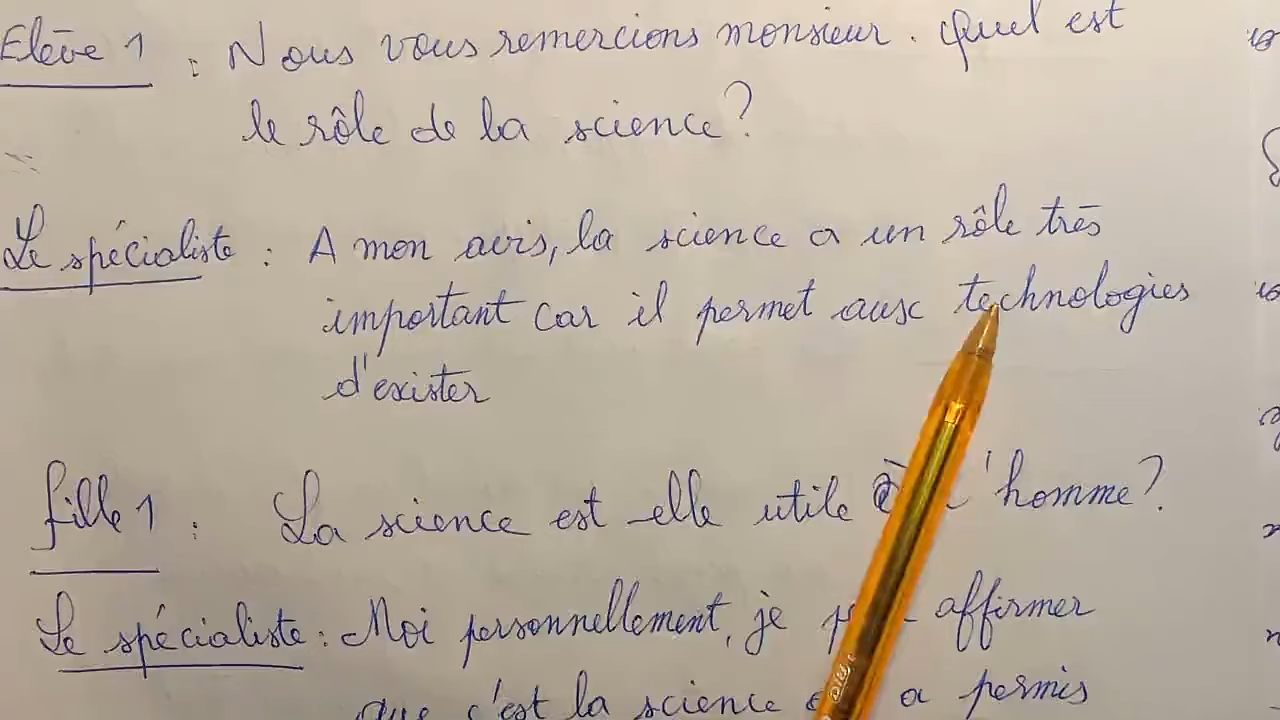 Elève 1 : Nous vous remercions monsieur. Quel est
le rôle de la science?
Le spécialiste : A mon avis, la science a un rôle très
important car il permet aux technologies
d'exister
fille 1 : La science est elle utile à l'homme?
Le spécialiste : Moi personnellement, je affirmer
que c'est la science a permis